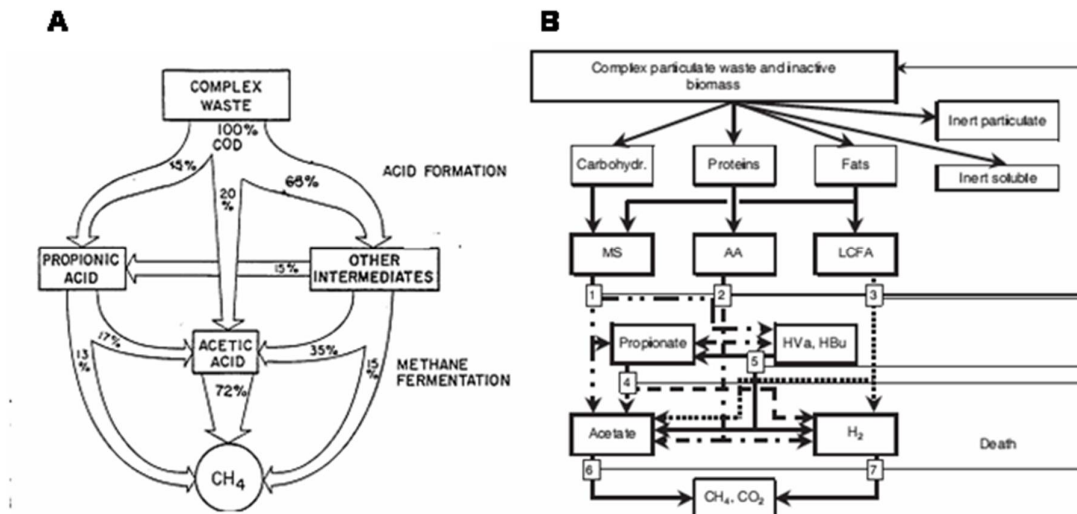 A
COMPLEX
WASTE
100%
COD
15%
20
%
65%
ACID FORMATION
PROPIONIC
ACID
15%
OTHER
INTERMEDIATES
17%
ACETIC
ACID
35%
13
%
15%
METHANE
FERMENTATION
72%
CH4
B
Complex particulate waste and inactive
biomass
Inert particulate
Carbohydr.
Proteins
Fats
Inert soluble
MS
AA
LCFA
1
2
3
Propionate
HVa, HBu
5
4
Acetate
H2
Death
6
7
CH4, CO2